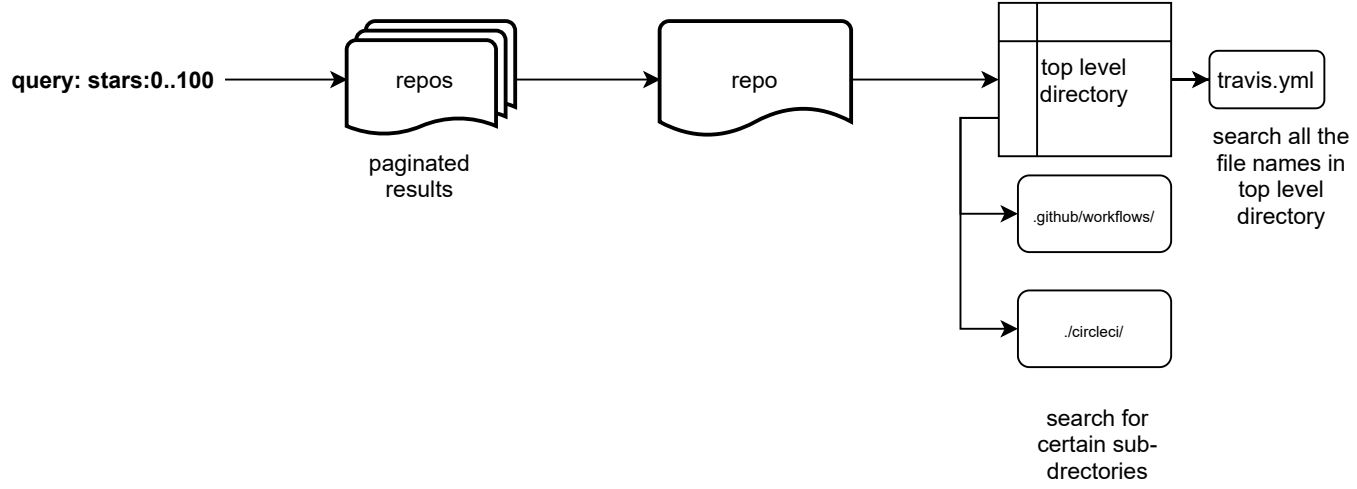 query: stars:0..100
repos
paginated
results
repo
top level
directory
travis.yml
search all the
file names in
top level
directory
.github/workflows/
./circleci/
search for
certain sub-
drectories